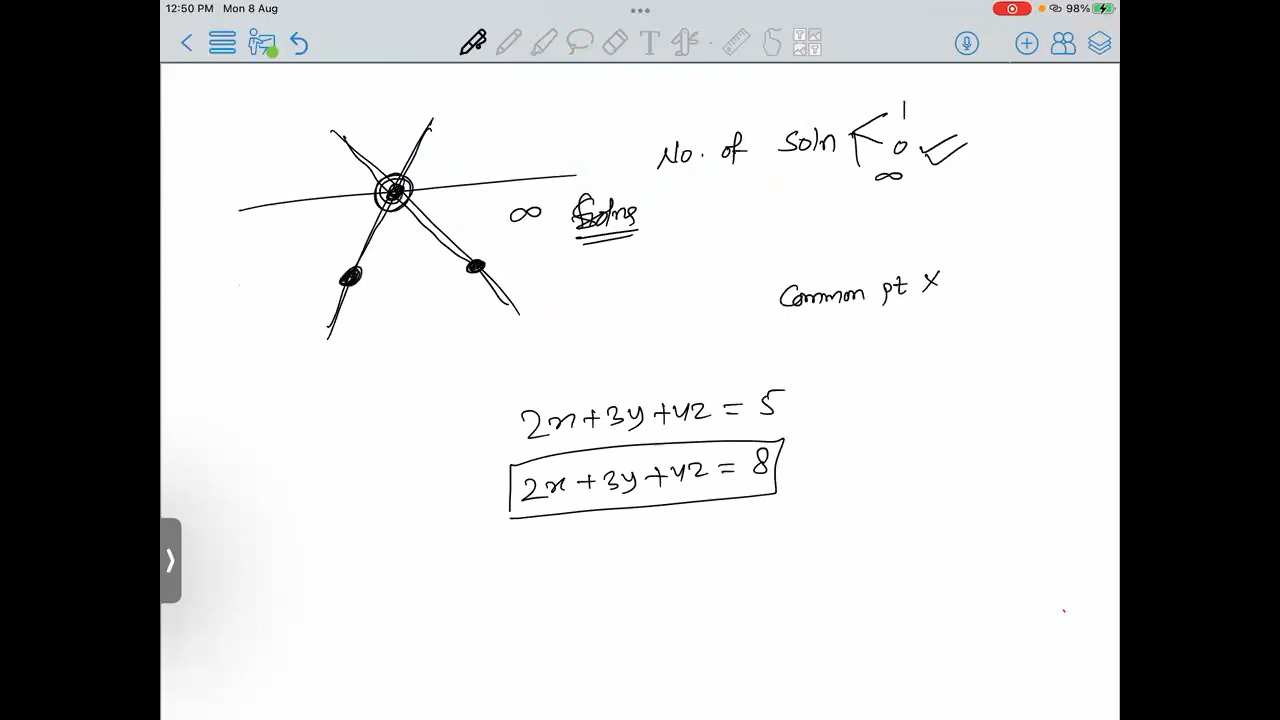 12:50 PM Mon 8 Aug
98%
T
No. of soln
1
0
∞
∞ Solns
Common pt ×
2x+3y+4z = 5
2x+3y+4z = 8